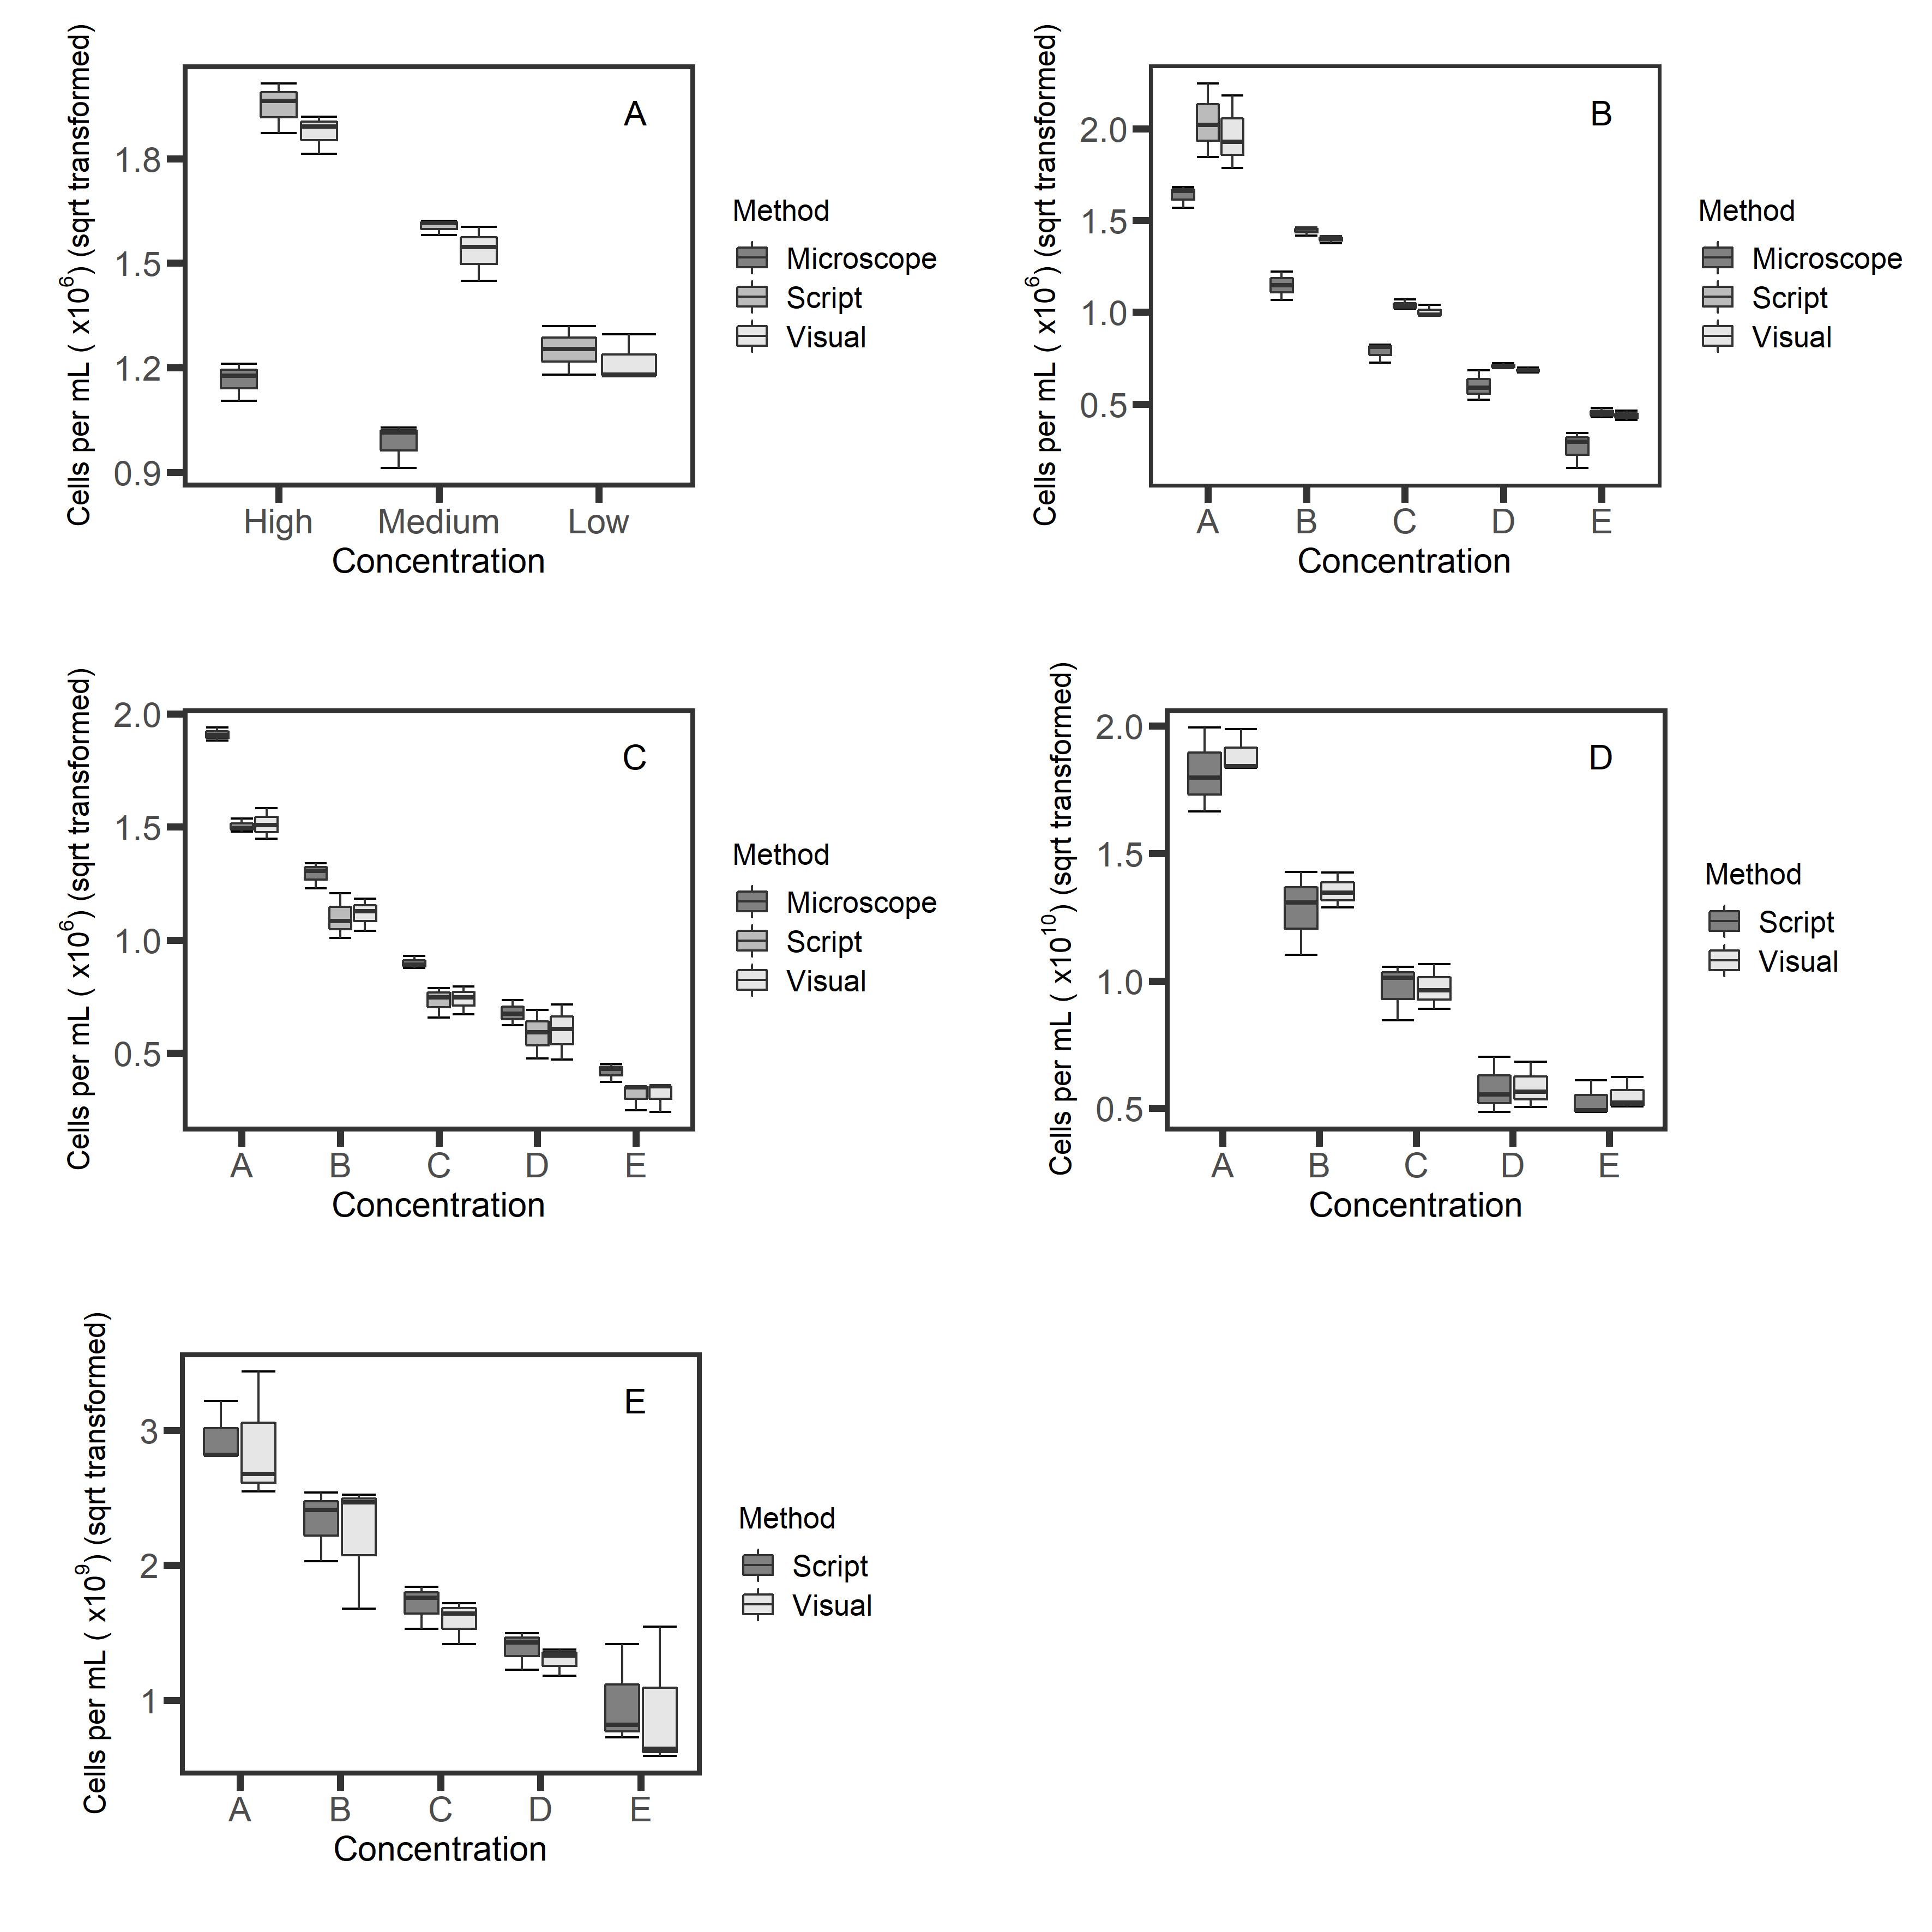 Cells per mL ( x10⁶) (sqrt transformed)
1.8
1.5
1.2
0.9
A
High Medium Low
Concentration
Method
Microscope
Script
Visual
Cells per mL ( x10⁶) (sqrt transformed)
2.0
1.5
1.0
0.5
B
A B C D E
Concentration
Method
Microscope
Script
Visual
Cells per mL ( x10⁶) (sqrt transformed)
2.0
1.5
1.0
0.5
C
A B C D E
Concentration
Method
Microscope
Script
Visual
Cells per mL ( x10¹⁰) (sqrt transformed)
2.0
1.5
1.0
0.5
D
A B C D E
Concentration
Method
Script
Visual
Cells per mL ( x10⁹) (sqrt transformed)
3
2
1
E
A B C D E
Concentration
Method
Script
Visual